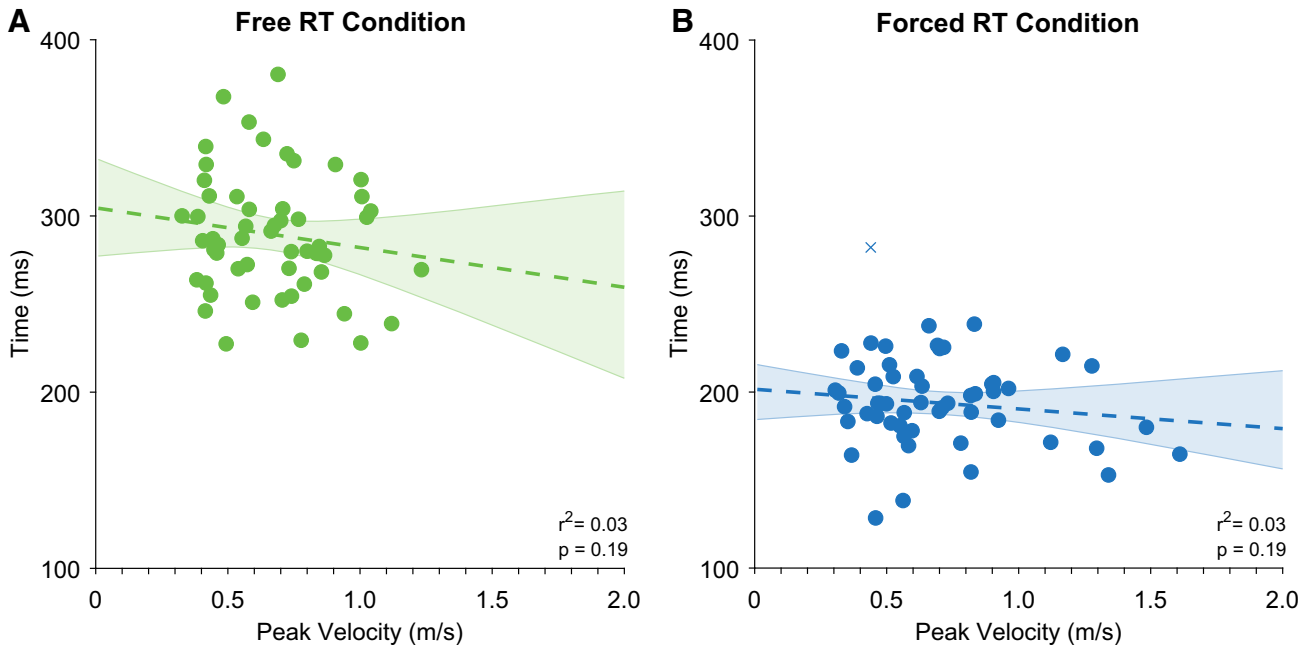 A Free RT Condition
400
300
200
100
Time (ms)
0 0.5 1.0 1.5 2.0
Peak Velocity (m/s)
r2= 0.03
p = 0.19
B Forced RT Condition
400
300
200
100
Time (ms)
0 0.5 1.0 1.5 2.0
Peak Velocity (m/s)
r2= 0.03
p = 0.19